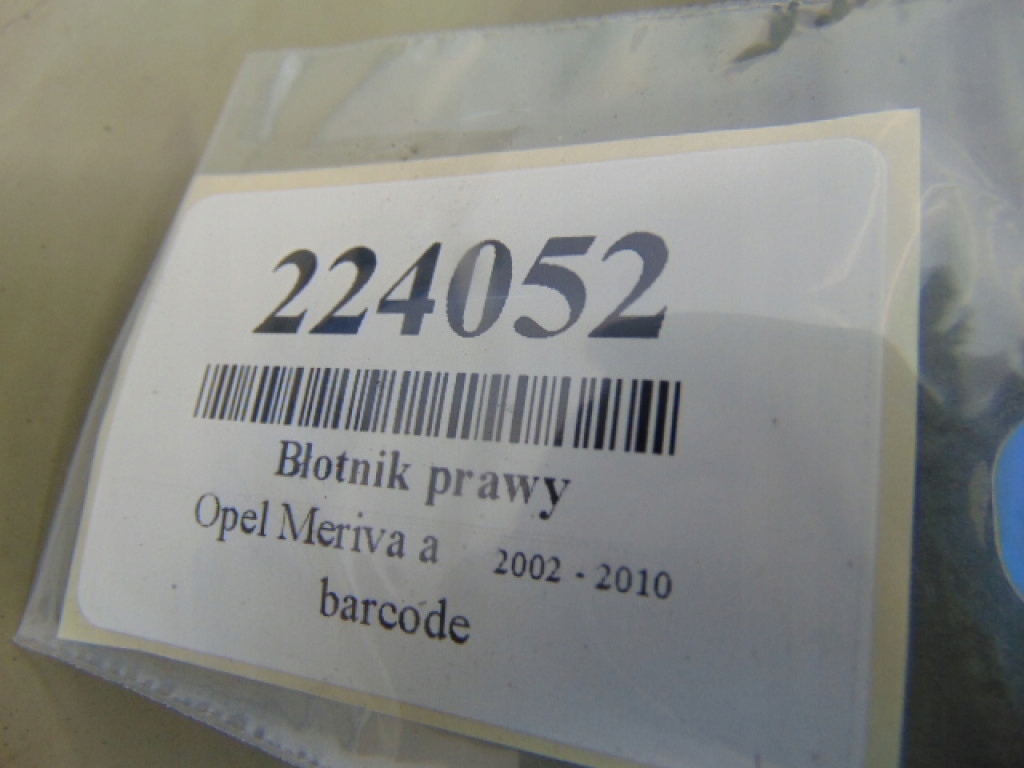 224052
Błotnik prawy
Opel Meriva a 2002 - 2010
barcode